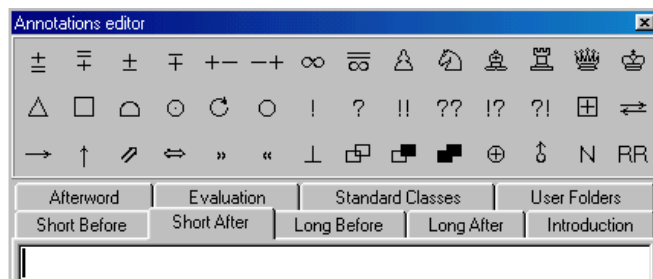 Annotations editor
± ∓ ± ∓ +− −+ ∞ ♙ ♘ ♗ ♖ ♕ ♔
△ □ ⌓ ⊙ ○ ! ? !! ?? !? ?! ⊞ ⇄
→ ↑ ⇗ ⇔ » « ⊥ ⊕ N RR
Afterword Evaluation Standard Classes User Folders
Short Before Short After Long Before Long After Introduction